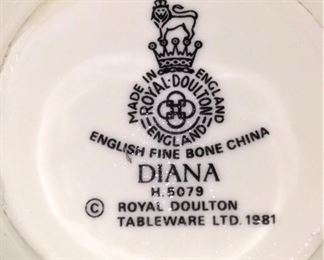 MADE IN ENGLAND
ROYAL·DOULTON
ENGLAND
ENGLISH FINE BONE CHINA
DIANA
H.5079
© ROYAL DOULTON
TABLEWARE LTD. 1981